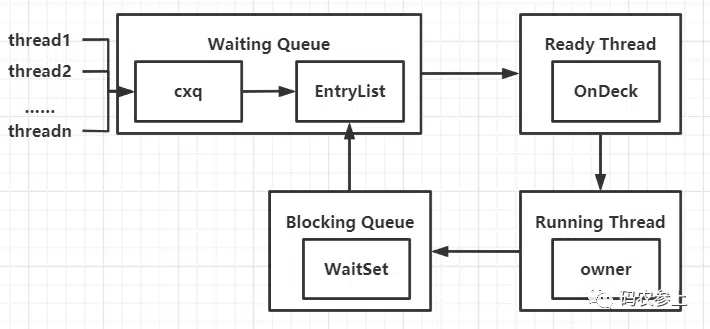 thread1
thread2
......
threadn
Waiting Queue
cxq
EntryList
Ready Thread
OnDeck
Blocking Queue
WaitSet
Running Thread
owner
码农参上